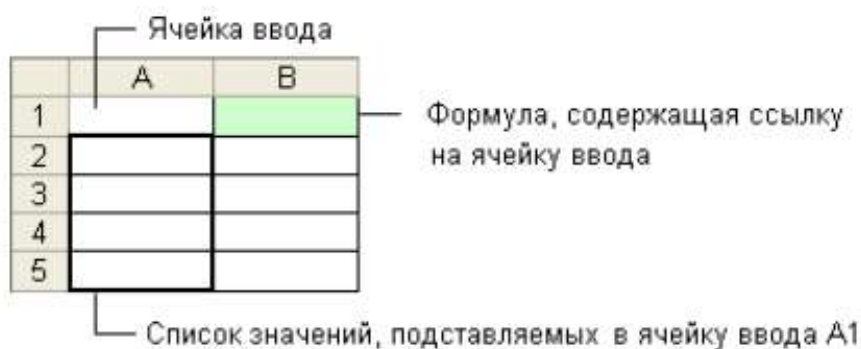 Ячейка ввода
A B
1
Формула, содержащая ссылку
на ячейку ввода
2
3
4
5
Список значений, подставляемых в ячейку ввода A1